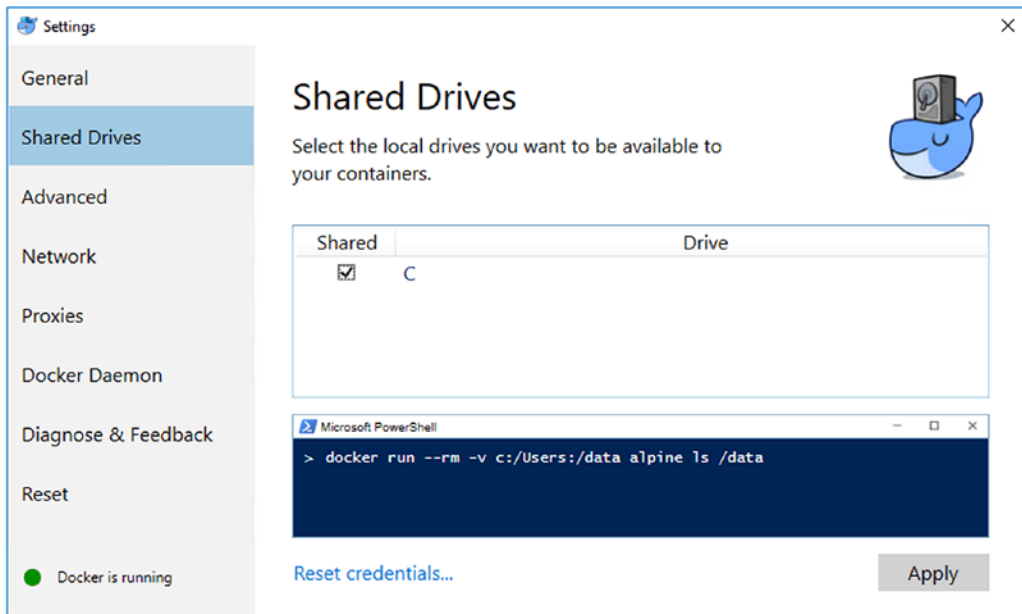 Settings
General
Shared Drives
Advanced
Network
Proxies
Docker Daemon
Diagnose & Feedback
Reset
Docker is running
Shared Drives
Select the local drives you want to be available to
your containers.
Shared Drive
C
Microsoft PowerShell
> docker run --rm -v c:/Users:/data alpine ls /data
Reset credentials...
Apply